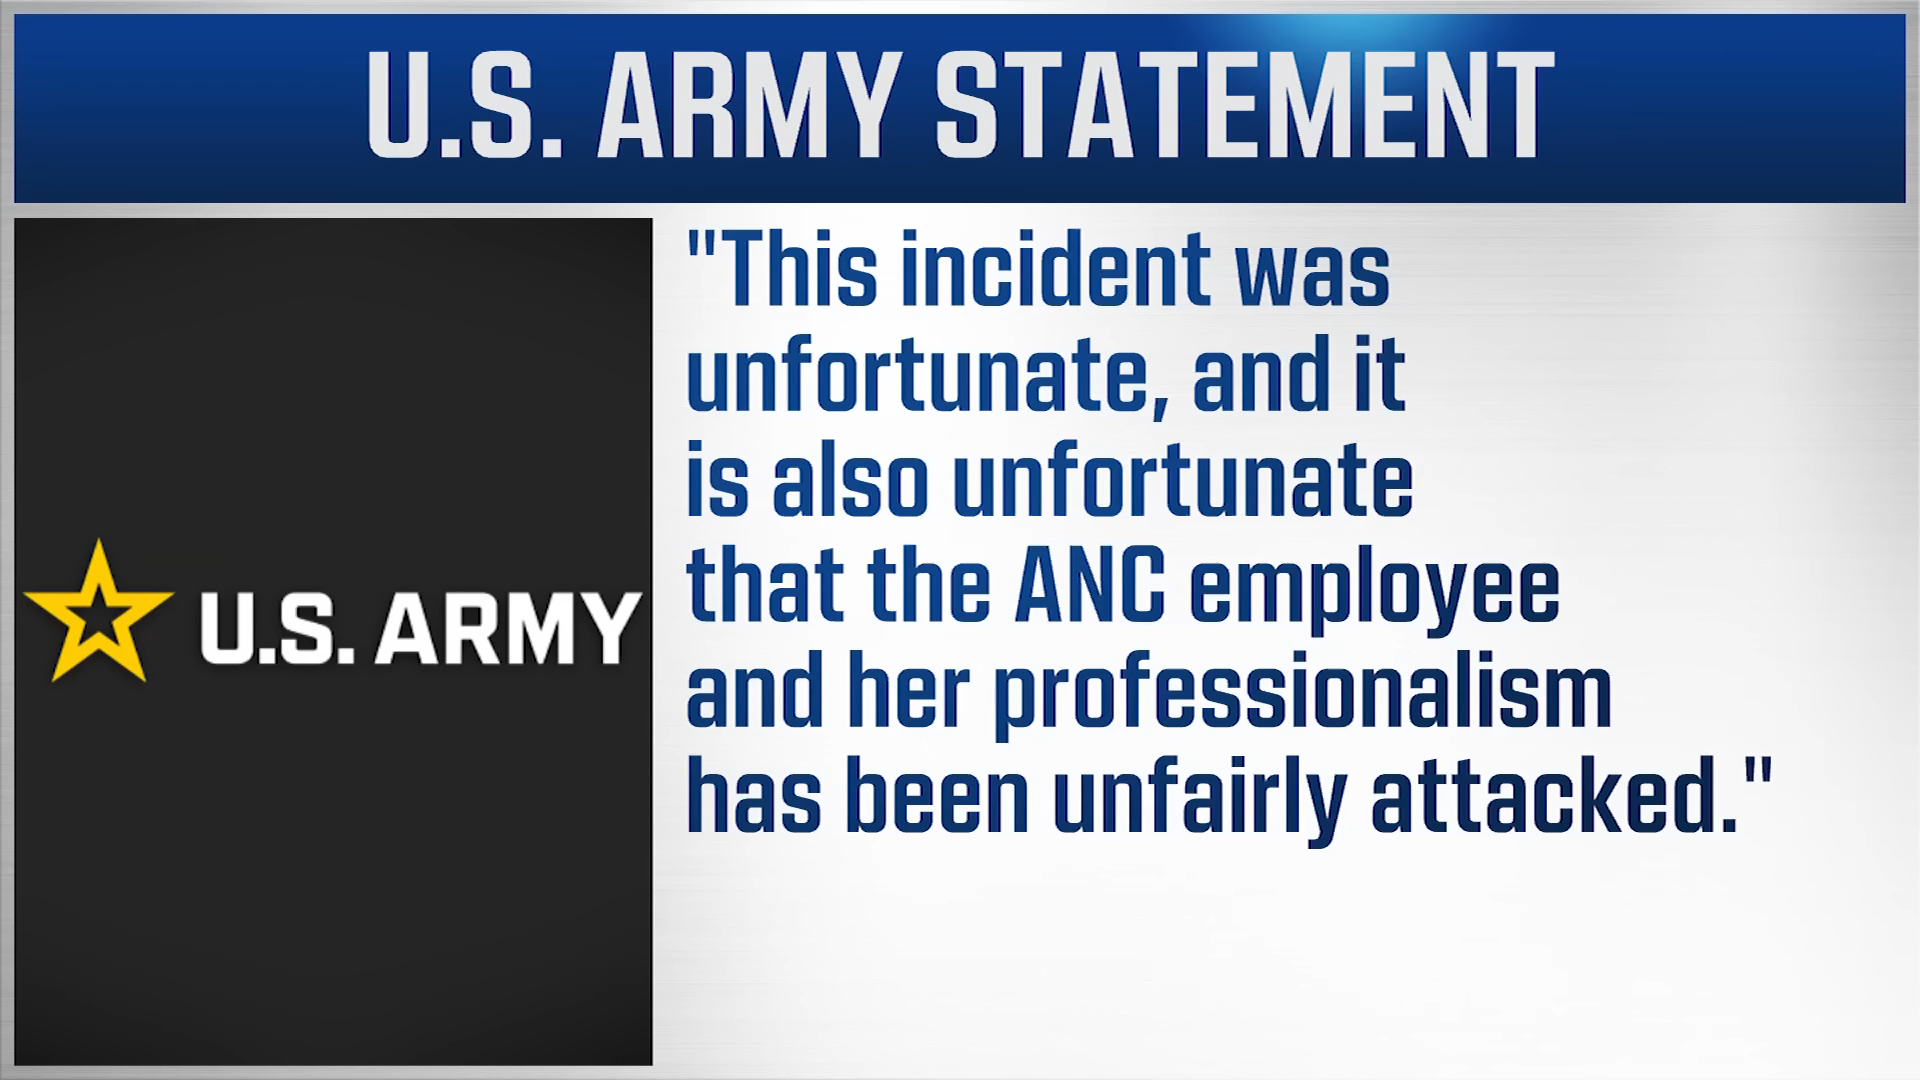 U.S. ARMY STATEMENT
U.S. ARMY
"This incident was
unfortunate, and it
is also unfortunate
that the ANC employee
and her professionalism
has been unfairly attacked."